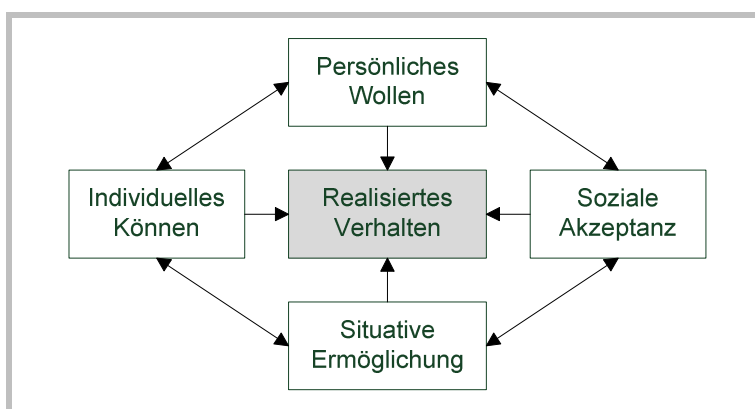 Persönliches
Wollen
Individuelles
Können
Realisiertes
Verhalten
Soziale
Akzeptanz
Situative
Ermöglichung